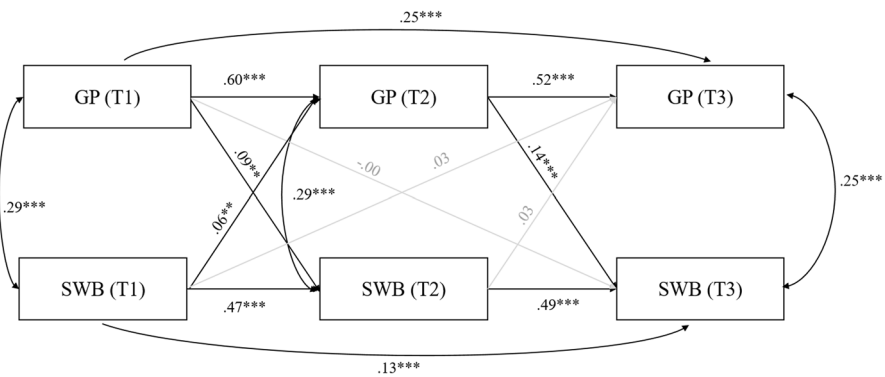 .25***
GP (T1)
.60***
GP (T2)
.52***
GP (T3)
.09**
-.00
.03
.14***
.29***
.06**
.29***
.03
.25***
SWB (T1)
.47***
SWB (T2)
.49***
SWB (T3)
.13***